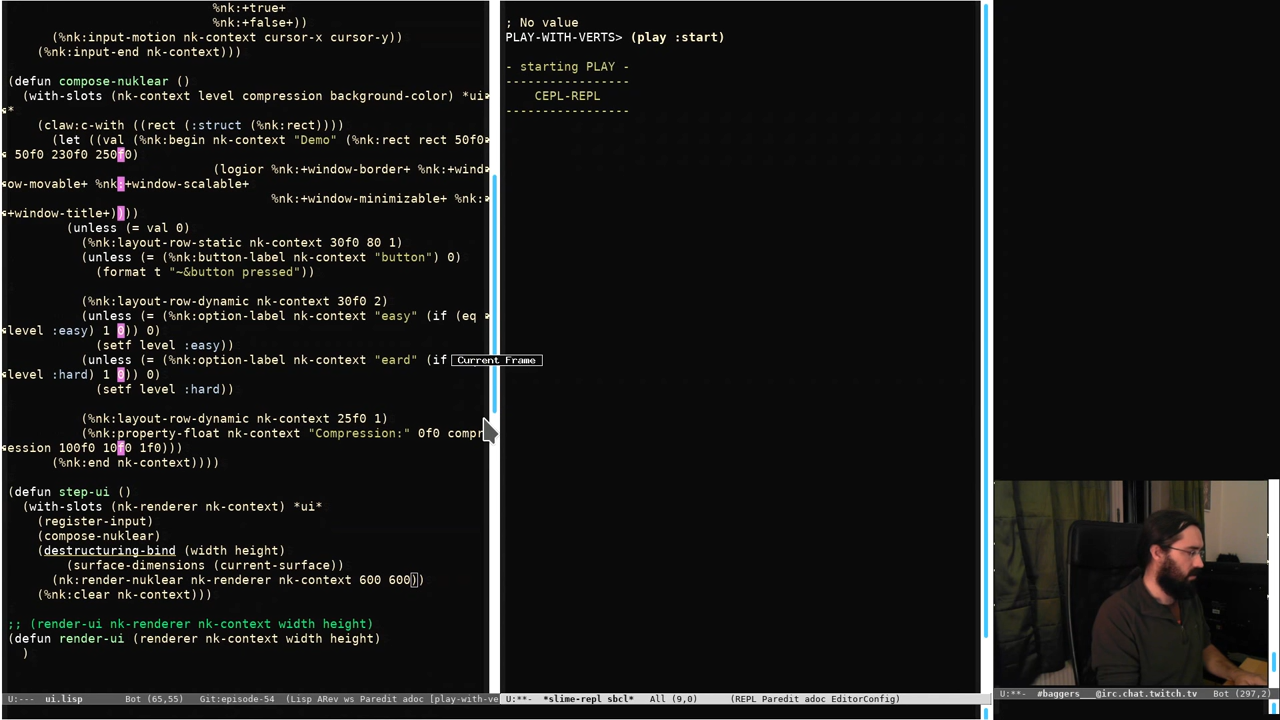 %nk:+true+
%nk:+false+))
(%nk:input-motion nk-context cursor-x cursor-y))
(%nk:input-end nk-context)))
(defun compose-nuklear ()
(with-slots (nk-context level compression background-color) *ui
*
(claw:c-with ((rect (:struct (%nk:rect))))
(let ((val (%nk:begin nk-context "Demo" (%nk:rect rect 50f0
50f0 230f0 250f0)
(logior %nk:+window-border+ %nk:+wind
ow-movable+ %nk:+window-scalable+
%nk:+window-minimizable+ %nk:
+window-title+))))
(unless (= val 0)
(%nk:layout-row-static nk-context 30f0 80 1)
(unless (= (%nk:button-label nk-context "button") 0)
(format t "~&button pressed"))
(%nk:layout-row-dynamic nk-context 30f0 2)
(unless (= (%nk:option-label nk-context "easy" (if (eq
level :easy) 1 0)) 0)
(setf level :easy))
(unless (= (%nk:option-label nk-context "eard" (if
level :hard) 1 0)) 0)
(setf level :hard))
(%nk:layout-row-dynamic nk-context 25f0 1)
(%nk:property-float nk-context "Compression:" 0f0 compr
ession 100f0 10f0 1f0)))
(%nk:end nk-context))))
(defun step-ui ()
(with-slots (nk-renderer nk-context) *ui*
(register-input)
(compose-nuklear)
(destructuring-bind (width height)
(surface-dimensions (current-surface))
(nk:render-nuklear nk-renderer nk-context 600 600))
(%nk:clear nk-context)))
;; (render-ui nk-renderer nk-context width height)
(defun render-ui (renderer nk-context width height)
)
U:--- ui.lisp Bot (65,55) Git:episode-54 (Lisp ARev ws Paredit adoc [play-with-ve
; No value
PLAY-WITH-VERTS> (play :start)
- starting PLAY -
-----------------
CEPL-REPL
-----------------
Current Frame
U:**- *slime-repl sbcl* All (9,0) (REPL Paredit adoc EditorConfig)
U:**- #baggers___@irc.chat.twitch.tv Bot (297,2)